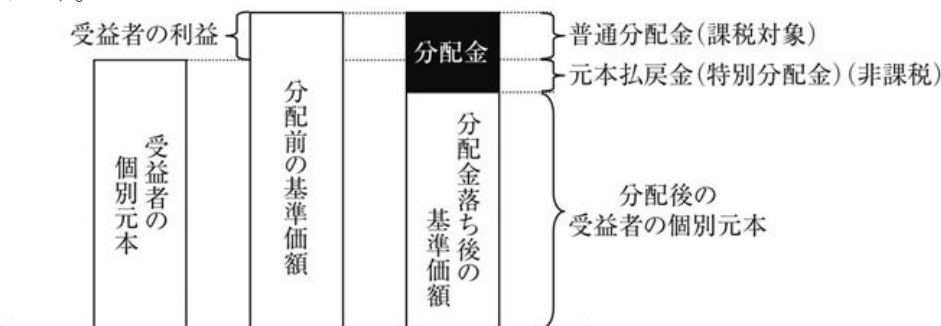 受益者の利益
分配金
普通分配金(課税対象)
元本払戻金(特別分配金)(非課税)
受益者の
個別元本
分配前の基準価額
分配金落ち後の
基準価額
分配後の
受益者の個別元本